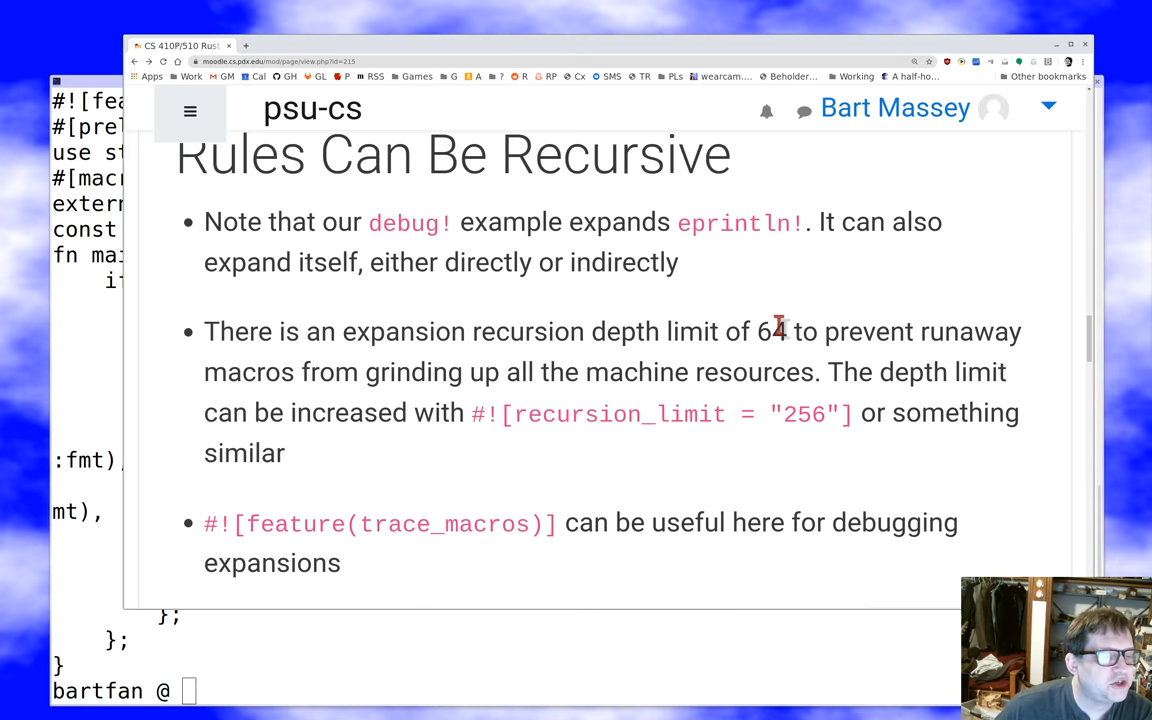 CS 410P/510 Rust
moodle.cs.pdx.edu/mod/page/view.php?id=215
Apps Work GM Cal GH GL P RSS Games G A ? R RP Cx SMS TR PLs wearcam.... Beholder... Working A half-ho... Other bookmarks
psu-cs
Bart Massey
#![fea
#[prel
use st
#[macr
extern
const
fn mai
if
:fmt),
mt),
};
};
}
bartfan @
Rules Can Be Recursive
Note that our debug! example expands eprintln!. It can also
expand itself, either directly or indirectly
There is an expansion recursion depth limit of 64 to prevent runaway
macros from grinding up all the machine resources. The depth limit
can be increased with #![recursion_limit = "256"] or something
similar
#![feature(trace_macros)] can be useful here for debugging
expansions